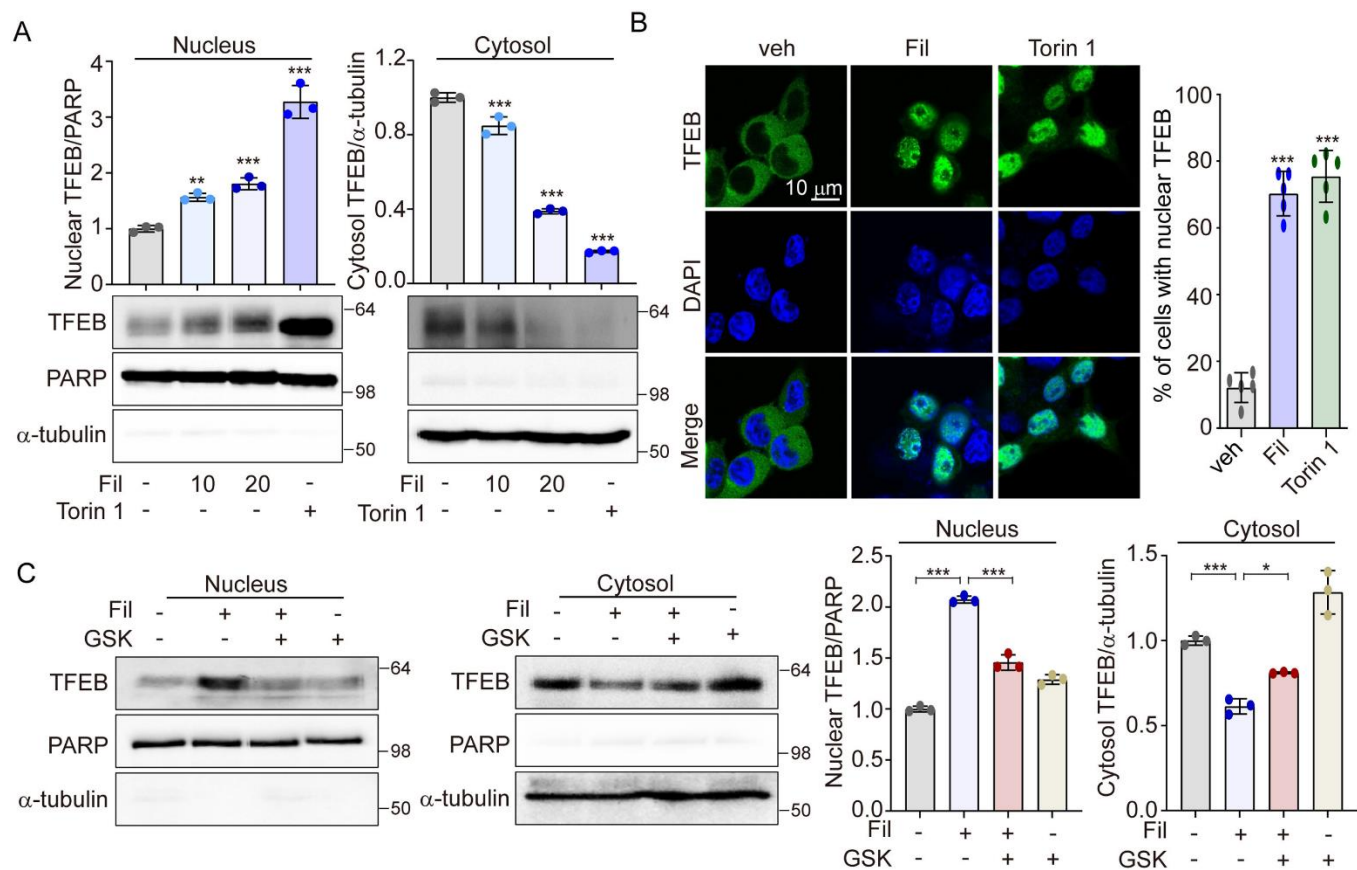 A
Nucleus
Nuclear TFEB/PARP
4
3
2
1
0
**
***
***
Cytosol
Cytosol TFEB/α-tubulin
1.2
0.8
0.4
0.0
***
***
***
TFEB
64
64
PARP
98
98
α-tubulin
50
50
Fil - 10 20 - - 10 20 -
Torin 1 - - - + - - - +
B
veh Fil Torin 1
TFEB
10 μm
DAPI
Merge
% of cells with nuclear TFEB
100
80
60
40
20
0
***
***
veh Fil Torin 1
C
Nucleus
Fil - + + -
GSK - - + +
TFEB 64
PARP 98
α-tubulin 50
Cytosol
Fil - + + -
GSK - - + +
TFEB 64
PARP 98
α-tubulin 50
Nucleus
Nuclear TFEB/PARP
2.5
2.0
1.5
1.0
0.5
0.0
*** ***
Fil - + + -
GSK - - + +
Cytosol
Cytosol TFEB/α-tubulin
1.5
1.0
0.5
0.0
*** *
Fil - + + -
GSK - - + +